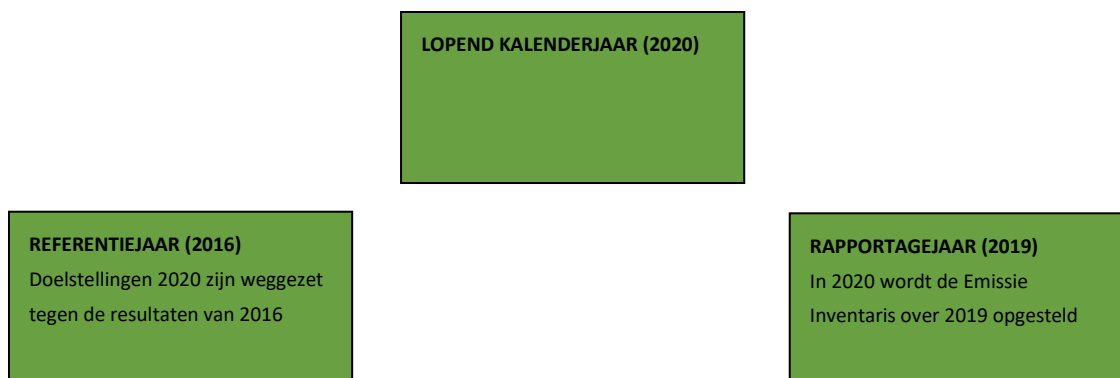 LOPEND KALENDERJAAR (2020)
REFERENTIEJAAR (2016)
Doelstellingen 2020 zijn weggezet
tegen de resultaten van 2016
RAPPORTAGEJAAR (2019)
In 2020 wordt de Emissie
Inventaris over 2019 opgesteld